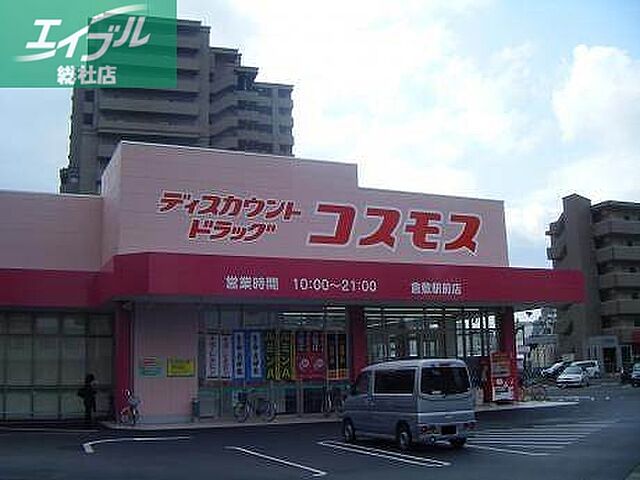 エイブル
総社店
ディスカウント
ドラッグ
コスモス
営業時間 10:00～21:00 倉敷駅前店